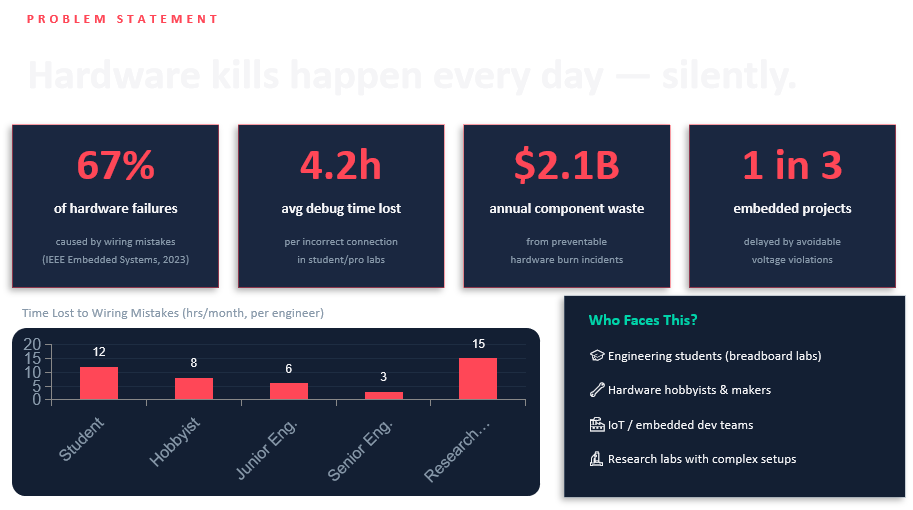 PROBLEM STATEMENT
Hardware kills happen every day — silently.
67%
of hardware failures
caused by wiring mistakes
(IEEE Embedded Systems, 2023)
4.2h
avg debug time lost
per incorrect connection
in student/pro labs
$2.1B
annual component waste
from preventable
hardware burn incidents
1 in 3
embedded projects
delayed by avoidable
voltage violations
Time Lost to Wiring Mistakes (hrs/month, per engineer)
20
15
10
5
0
12
8
6
3
15
Student
Hobbyist
Junior Eng.
Senior Eng.
Research...
Who Faces This?
Engineering students (breadboard labs)
Hardware hobbyists & makers
IoT / embedded dev teams
Research labs with complex setups